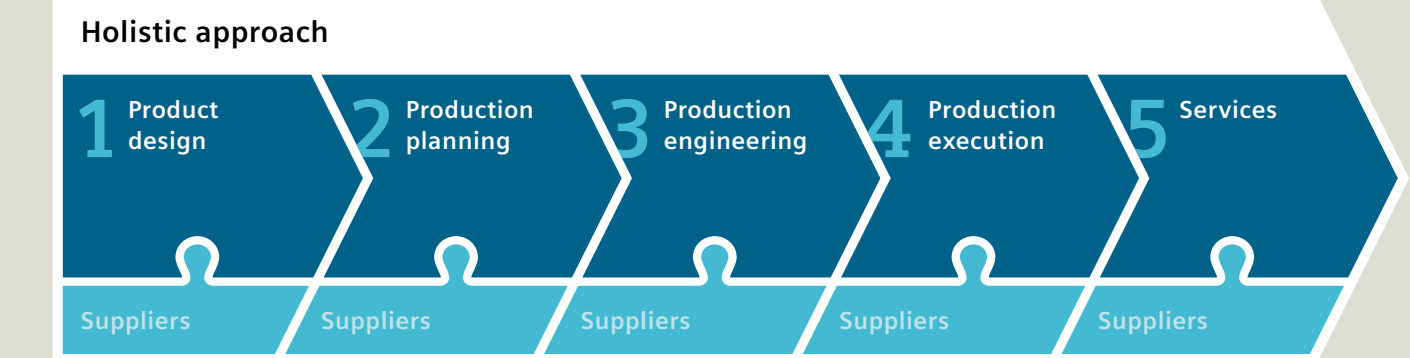 Holistic approach
1 Product
design
2 Production
planning
3 Production
engineering
4 Production
execution
5 Services
Suppliers
Suppliers
Suppliers
Suppliers
Suppliers